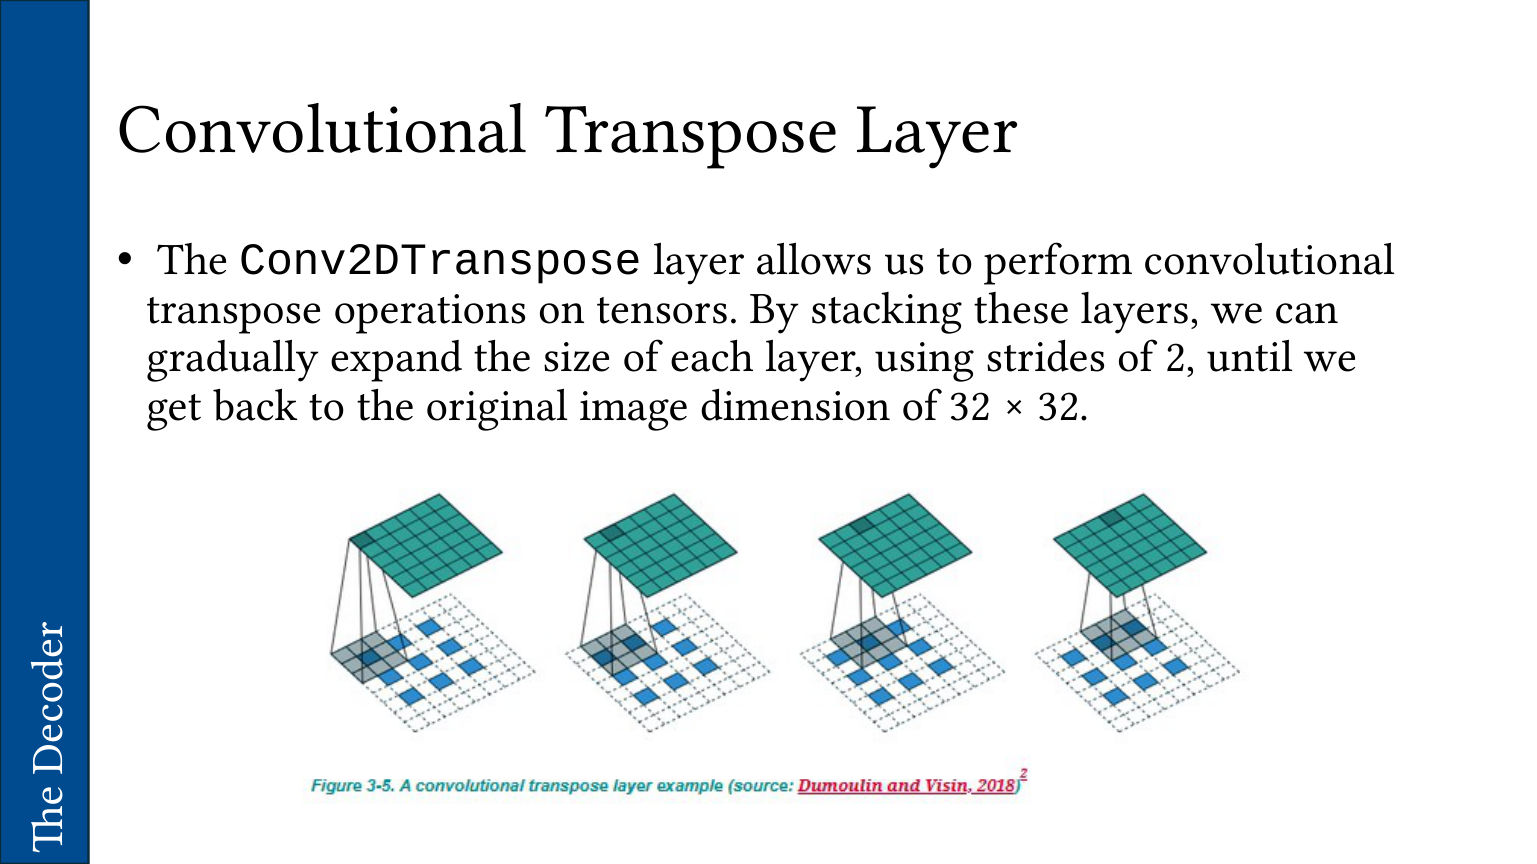 Convolutional Transpose Layer
• The Conv2DTranspose layer allows us to perform convolutional
transpose operations on tensors. By stacking these layers, we can
gradually expand the size of each layer, using strides of 2, until we
get back to the original image dimension of 32 × 32.
Figure 3-5. A convolutional transpose layer example (source: Dumoulin and Visin, 2018)2
The Decoder